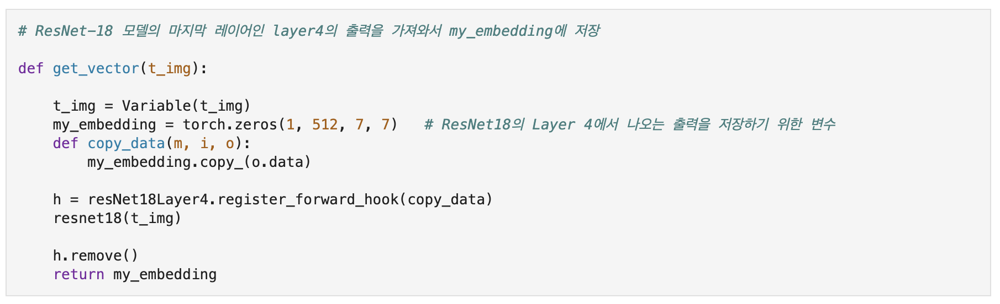 # ResNet-18 모델의 마지막 레이어인 layer4의 출력을 가져와서 my_embedding에 저장
def get_vector(t_img):
t_img = Variable(t_img)
my_embedding = torch.zeros(1, 512, 7, 7)   # ResNet18의 Layer 4에서 나오는 출력을 저장하기 위한 변수
def copy_data(m, i, o):
my_embedding.copy_(o.data)
h = resNet18Layer4.register_forward_hook(copy_data)
resnet18(t_img)
h.remove()
return my_embedding